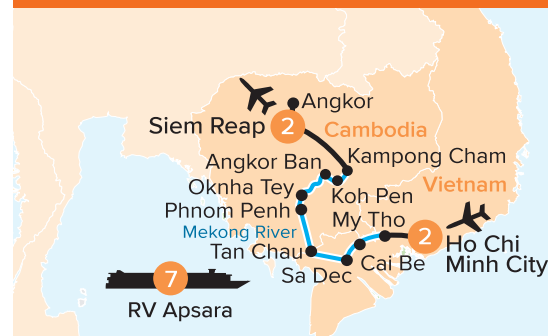 Angkor
Siem Reap
2
Cambodia
Angkor Ban
Kampong Cham
Oknha Tey
Koh Pen
Vietnam
Phnom Penh
My Tho
Mekong River
2
Ho Chi
Minh City
Tan Chau
Cai Be
Sa Dec
7
RV Apsara